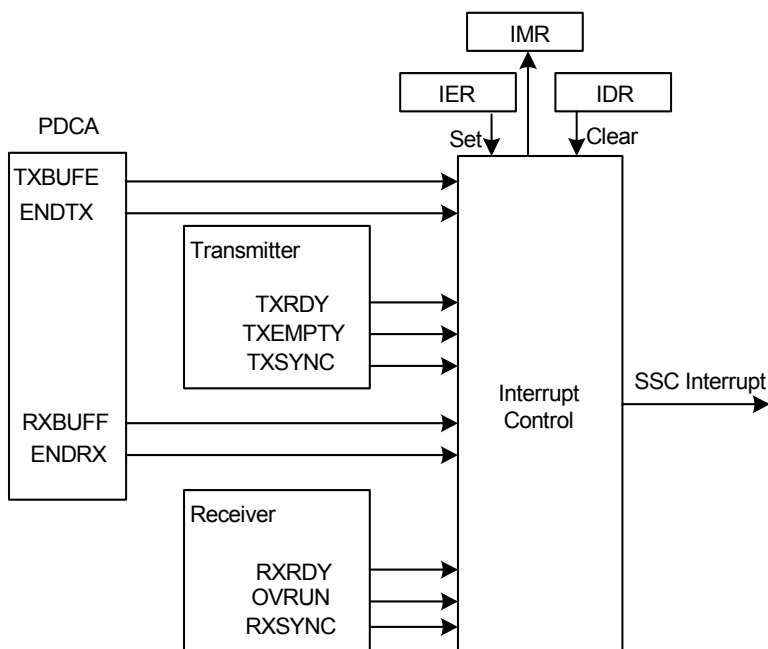 IMR
IER
IDR
PDCA
Set
Clear
TXBUFE
ENDTX
Transmitter
TXRDY
TXEMPTY
TXSYNC
SSC Interrupt
Interrupt
Control
RXBUFF
ENDRX
Receiver
RXRDY
OVRUN
RXSYNC